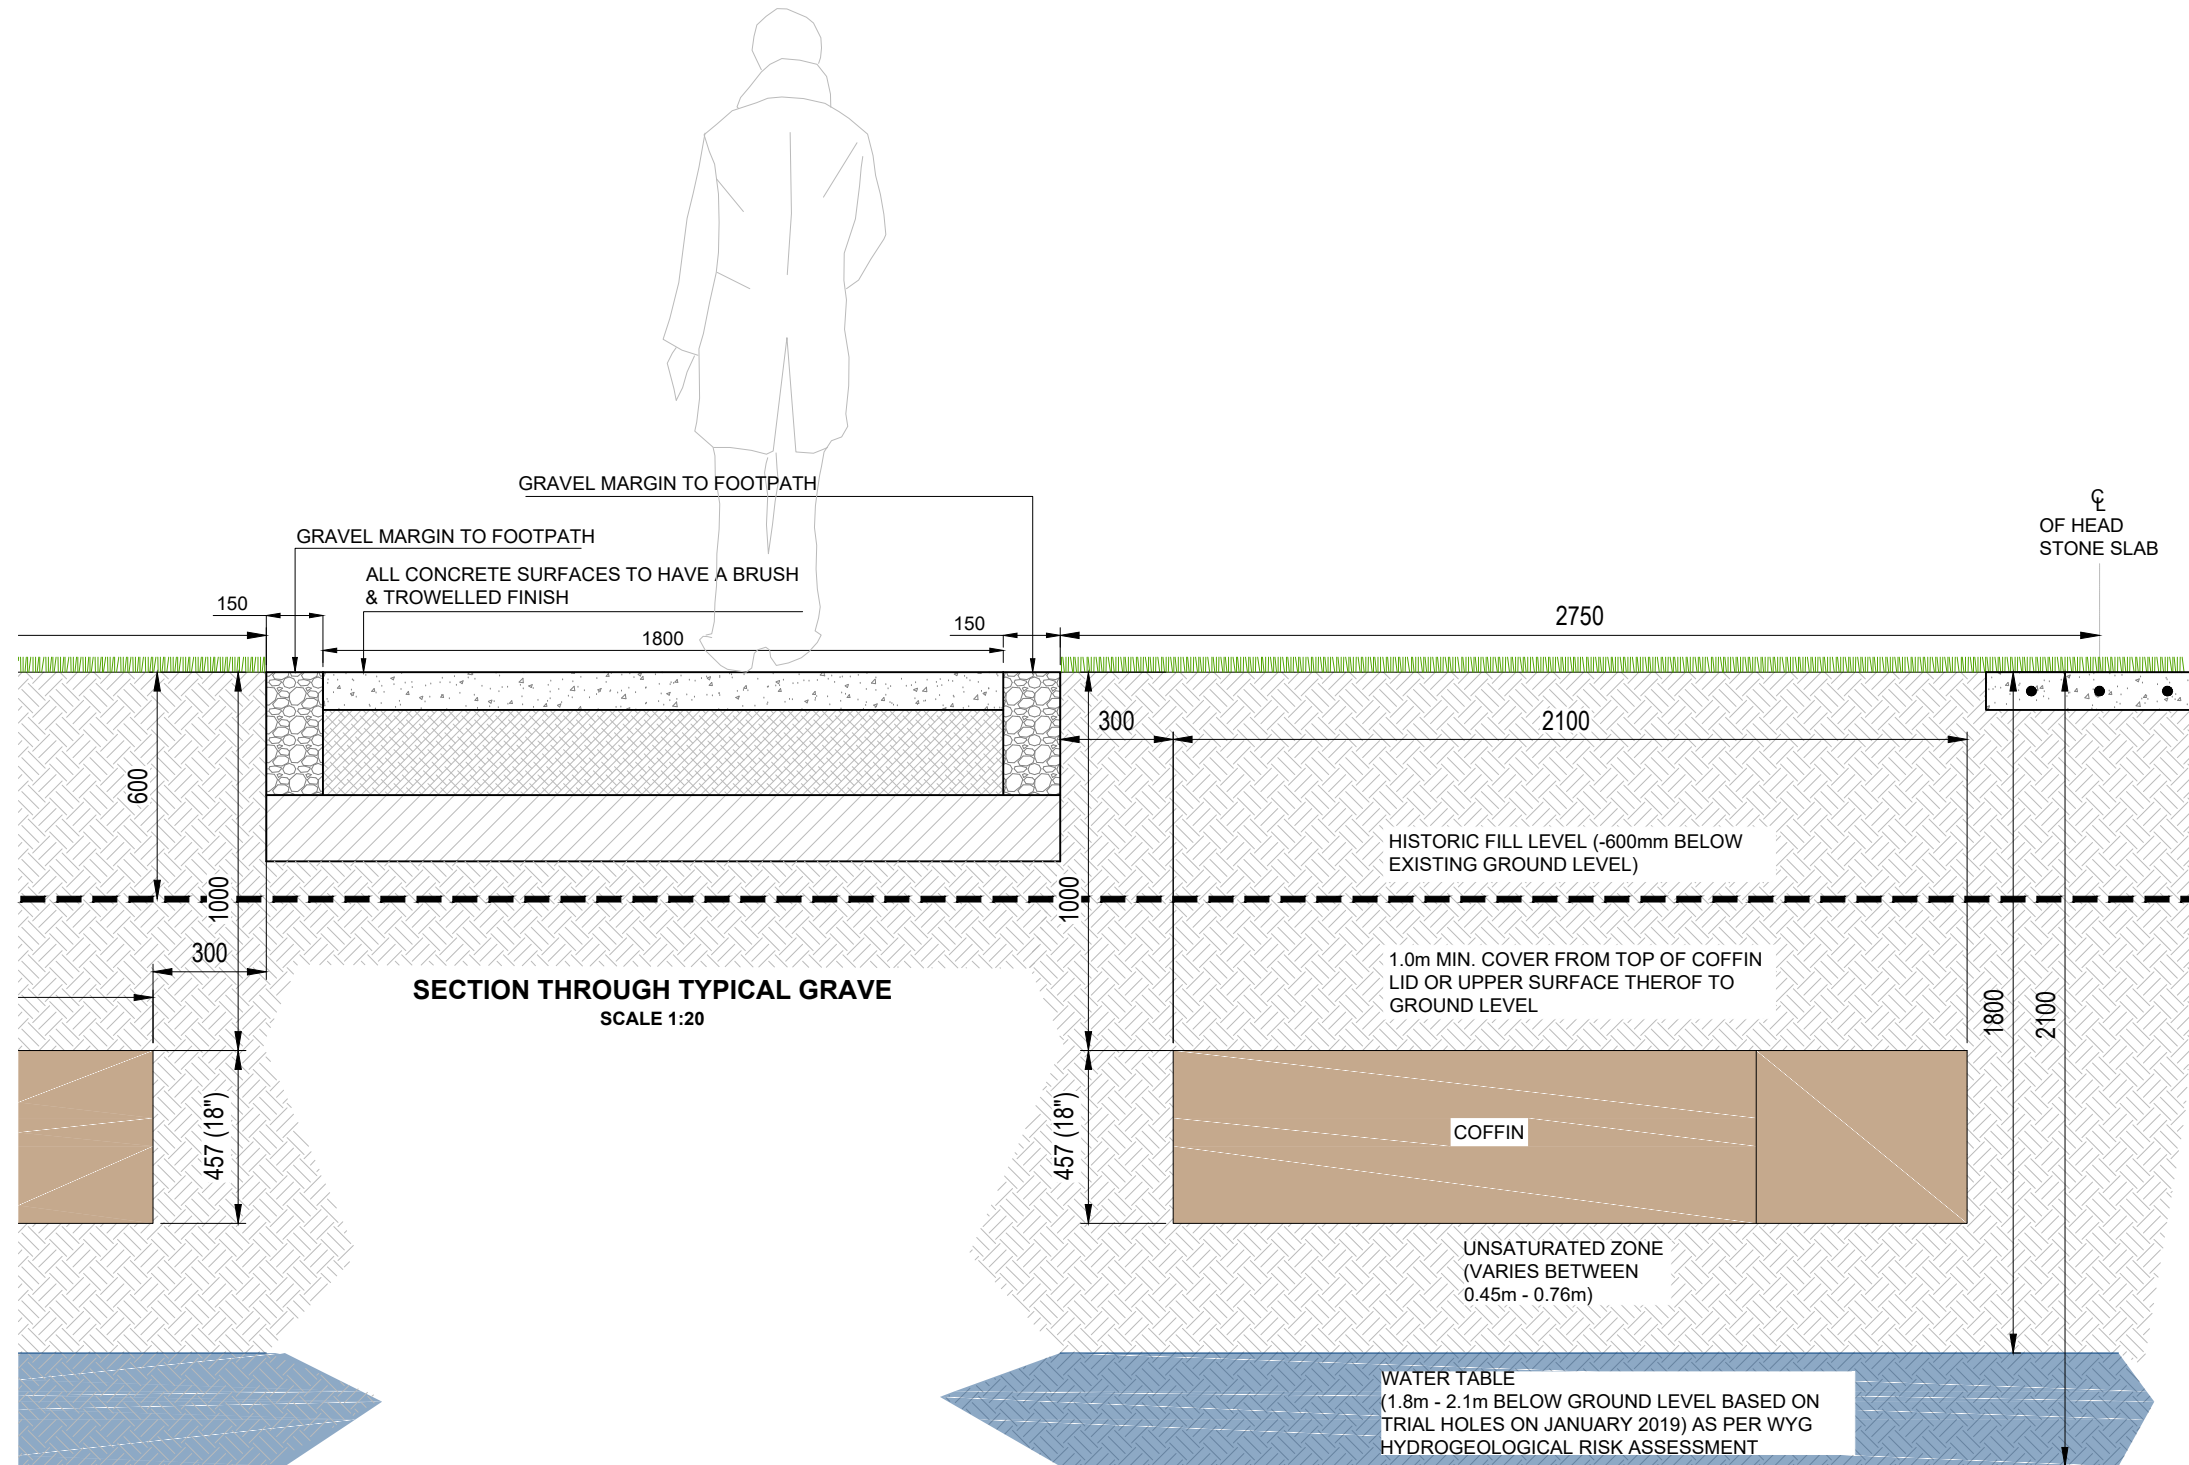 GRAVEL MARGIN TO FOOTPATH
GRAVEL MARGIN TO FOOTPATH
ALL CONCRETE SURFACES TO HAVE A BRUSH
& TROWELLED FINISH
℄
OF HEAD
STONE SLAB
150
1800
150
2750
300
2100
600
1000
1000
HISTORIC FILL LEVEL (-600mm BELOW
EXISTING GROUND LEVEL)
300
1.0m MIN. COVER FROM TOP OF COFFIN
LID OR UPPER SURFACE THEROF TO
GROUND LEVEL
SECTION THROUGH TYPICAL GRAVE
SCALE 1:20
1800
2100
457 (18")
457 (18")
COFFIN
UNSATURATED ZONE
(VARIES BETWEEN
0.45m - 0.76m)
WATER TABLE
(1.8m - 2.1m BELOW GROUND LEVEL BASED ON
TRIAL HOLES ON JANUARY 2019) AS PER WYG
HYDROGEOLOGICAL RISK ASSESSMENT